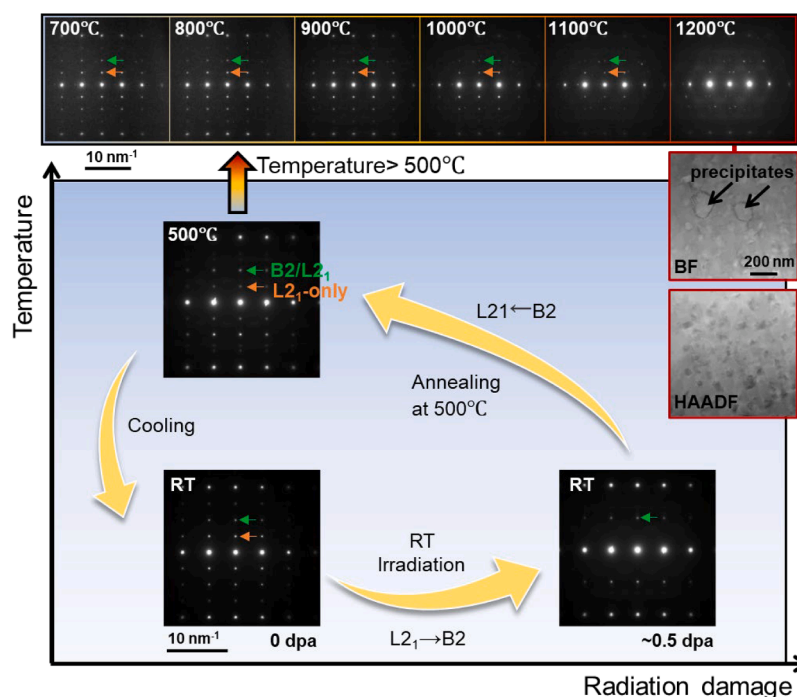 700℃ 800℃ 900℃ 1000℃ 1100℃ 1200℃
10 nm⁻¹
Temperature> 500℃
precipitates
BF
200 nm
HAADF
500℃
B2/L2₁
L2₁-only
L21←B2
Annealing
at 500℃
Cooling
RT
10 nm⁻¹
0 dpa
RT
Irradiation
L2₁→B2
RT
~0.5 dpa
Temperature
Radiation damage